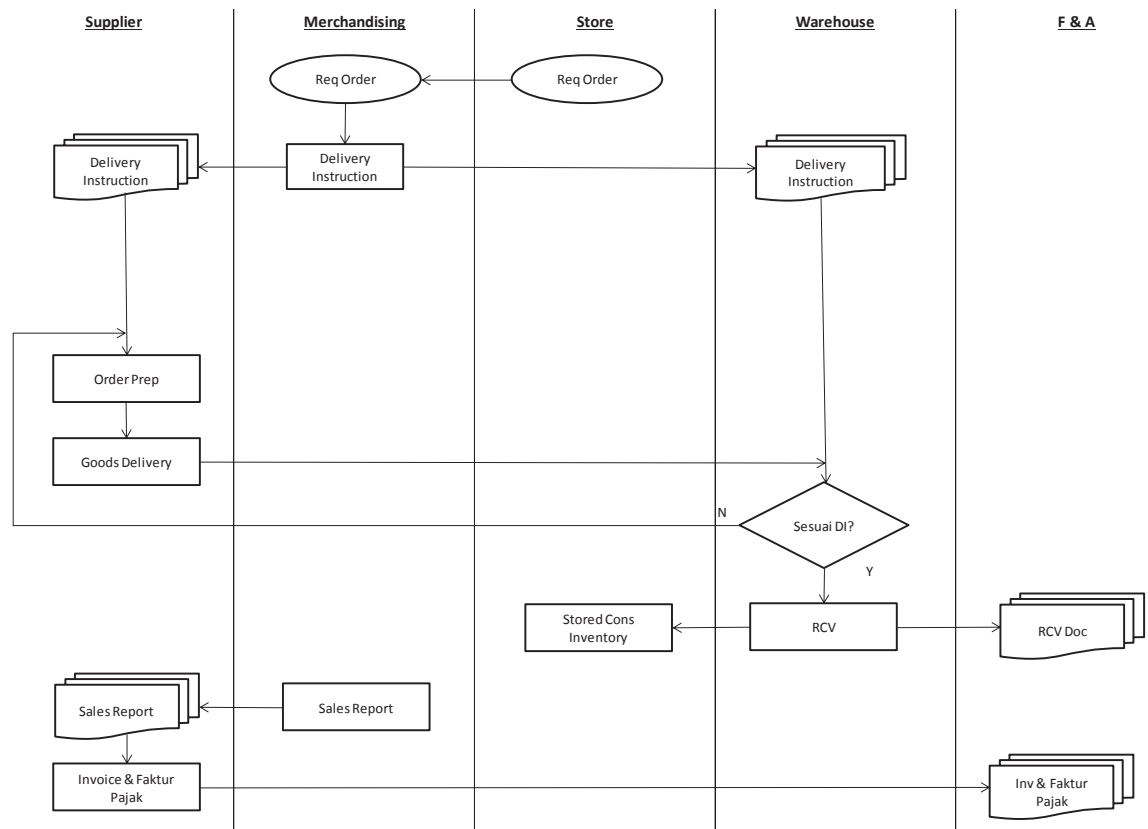 Supplier
Merchandising
Store
Warehouse
F & A
Req Order
Req Order
Delivery
Instruction
Delivery
Instruction
Delivery
Instruction
Order Prep
Goods Delivery
N
Sesuai DI?
Y
Stored Cons
Inventory
RCV
RCV Doc
Sales Report
Sales Report
Invoice & Faktur
Pajak
Inv & Faktur
Pajak